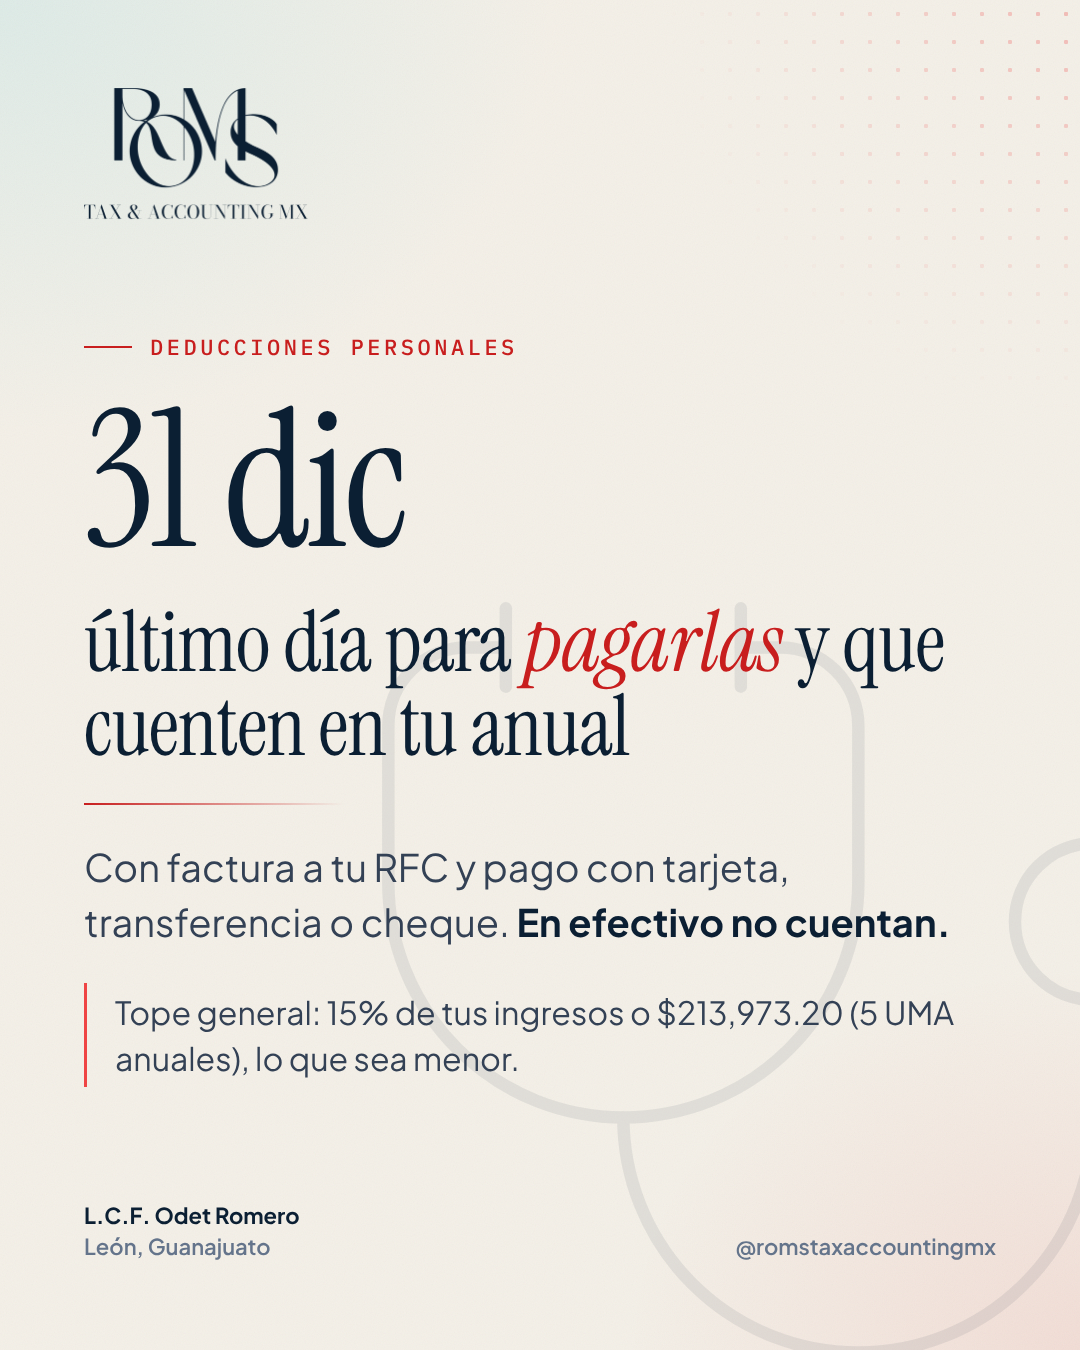 ROMS
TAX & ACCOUNTING MX
DEDUCCIONES PERSONALES
31 dic
último día para pagarlas y que
cuenten en tu anual
Con factura a tu RFC y pago con tarjeta,
transferencia o cheque. En efectivo no cuentan.
Tope general: 15% de tus ingresos o $213,973.20 (5 UMA
anuales), lo que sea menor.
L.C.F. Odet Romero
León, Guanajuato
@romstaxaccountingmx